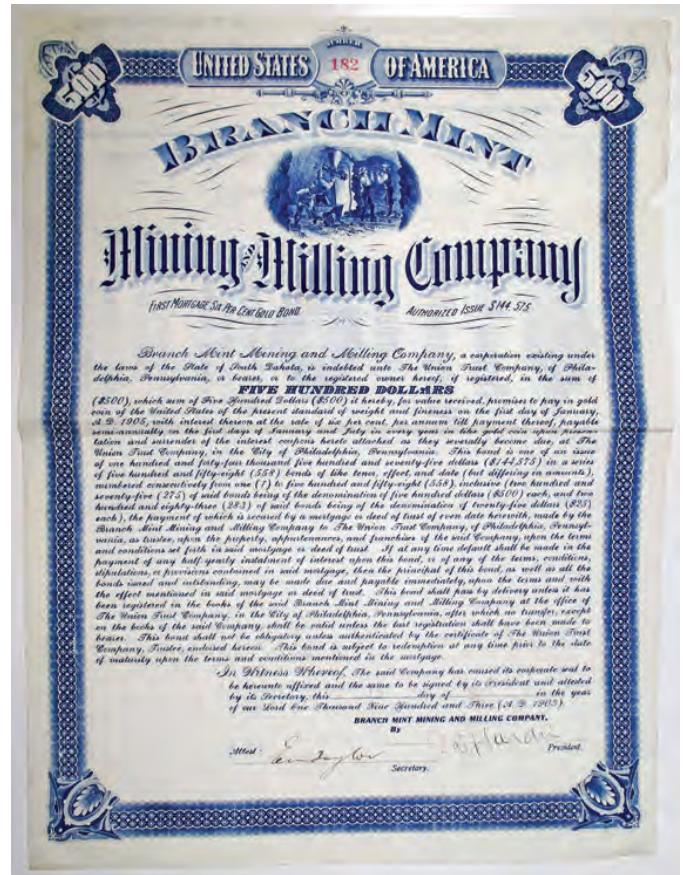 NUMBER
500 UNITED STATES 182 OF AMERICA 500
BRANCH MINT
Mining and Milling Company
FIRST MORTGAGE SIX PER CENT GOLD BOND. AUTHORIZED ISSUE $144,575
Branch Mint Mining and Milling Company, a corporation existing under
the laws of the State of South Dakota, is indebted unto The Union Trust Company, of Phila-
delphia, Pennsylvania, or bearer, or to the registered owner hereof, if registered, in the sum of
FIVE HUNDRED DOLLARS
($500), which sum of Five Hundred Dollars ($500) it hereby, for value received, promises to pay in gold
coin of the United States of the present standard of weight and fineness on the first day of January,
A. D. 1905, with interest thereon at the rate of six per cent. per annum till payment thereof, payable
semi-annually on the first days of January and July in every year in like gold coin upon presen-
tation and surrender of the interest coupons hereto attached as they severally become due, at The
Union Trust Company, in the City of Philadelphia, Pennsylvania. This bond is one of an issue
of one hundred and forty-four thousand five hundred and seventy-five dollars ($144,575) in a series
of five hundred and fifty-eight (558) bonds of like tenor, effect, and date (but differing in amounts),
numbered consecutively from one (1) to five hundred and fifty-eight (558), inclusive (two hundred and
seventy-five (275) of said bonds being of the denomination of five hundred dollars ($500) each, and two
hundred and eighty-three (283) of said bonds being of the denomination of twenty-five dollars ($25)
each), the payment of which is secured by a mortgage or deed of trust of even date herewith, made by the
Branch Mint Mining and Milling Company to The Union Trust Company, of Philadelphia, Pennsyl-
vania, as trustee, upon the property, appurtenances, and franchises of the said Company, upon the terms
and conditions set forth in said mortgage or deed of trust. If at any time default shall be made in the
payment of any half-yearly instalment of interest upon this bond, or of any of the terms, conditions,
stipulations, or provisions contained in said mortgage, then the principal of this bond, as well as all the
bonds issued and outstanding, may be made due and payable immediately, upon the terms and with
the effect mentioned in said mortgage or deed of trust. This bond shall pass by delivery unless it has
been registered in the books of the said Branch Mint Mining and Milling Company at the office of
The Union Trust Company, in the City of Philadelphia, Pennsylvania, after which no transfer, except
on the books of the said Company, shall be valid unless the last registration shall have been made to
bearer. This bond shall not be obligatory unless authenticated by the certificate of The Union Trust
Company, Trustee, endorsed hereon. This bond is subject to redemption at any time prior to the date
of maturity upon the terms and conditions mentioned in the mortgage.
In Witness Whereof, The said Company has caused its corporate seal to
be hereunto affixed and the same to be signed by its President and attested
by its Secretary, this day of in the year
of our Lord One Thousand Nine Hundred and Three (A. D. 1903).
BRANCH MINT MINING AND MILLING COMPANY,
By
President.
Attest:
Secretary.